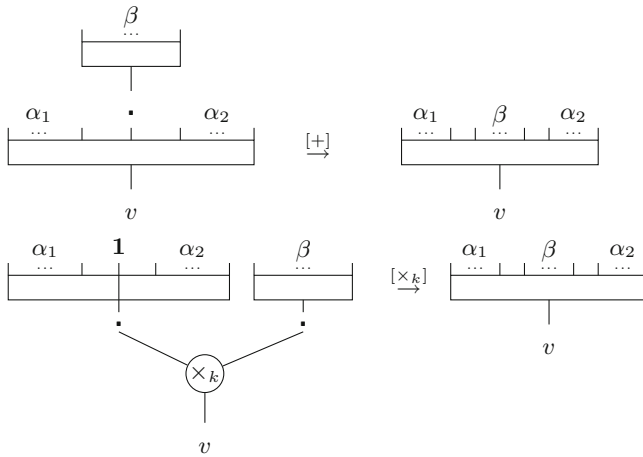 β
...
α₁ α₂ α₁ β α₂
... ... [+] ... ... ...
→
v v
α₁ 1 α₂ β α₁ β α₂
... ... ... [×ₖ] ... ... ...
→
v
×ₖ
v